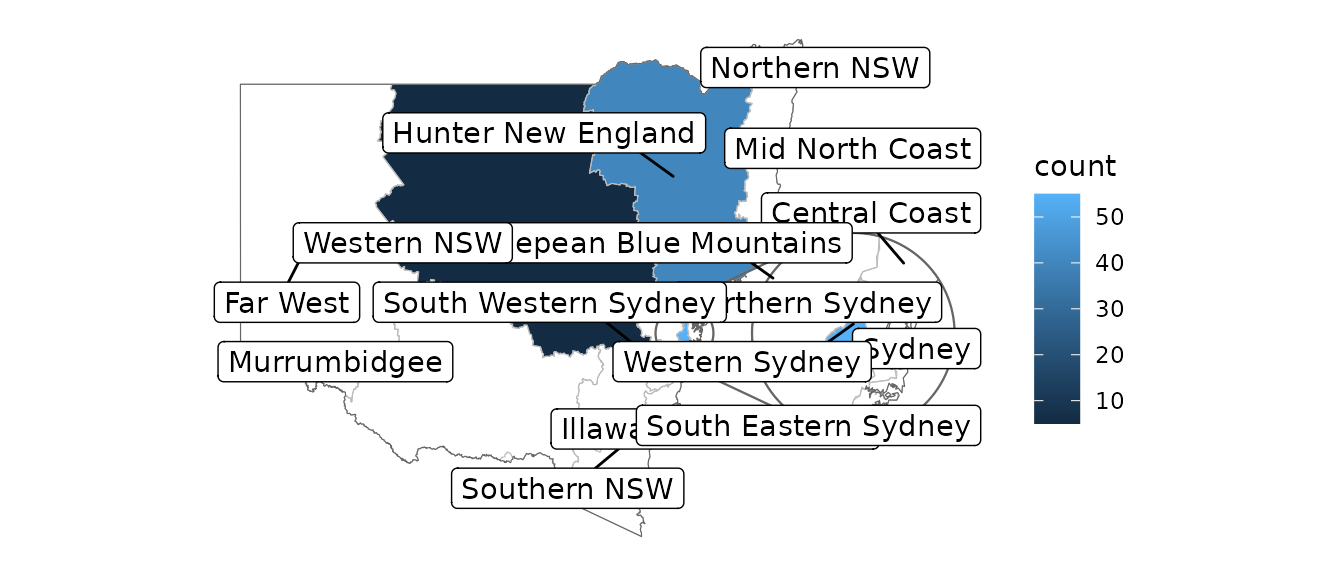 Northern NSW
Hunter New England
Mid North Coast
Central Coast
Western NSW
epean Blue Mountains
Far West
South Western Sydney
rthern Sydney
Murrumbidgee
Western Sydney
Sydney
Illawa
South Eastern Sydney
Southern NSW
count
50
40
30
20
10